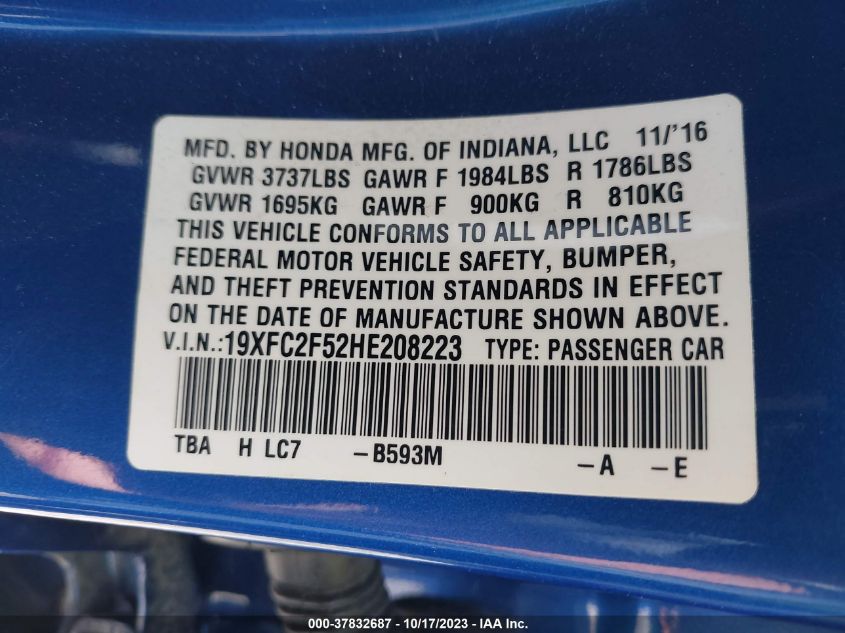 MFD. BY HONDA MFG. OF INDIANA, LLC 11/'16
GVWR 3737LBS GAWR F 1984LBS R 1786LBS
GVWR 1695KG GAWR F 900KG R 810KG
THIS VEHICLE CONFORMS TO ALL APPLICABLE
FEDERAL MOTOR VEHICLE SAFETY, BUMPER,
AND THEFT PREVENTION STANDARDS IN EFFECT
ON THE DATE OF MANUFACTURE SHOWN ABOVE.
V.I.N.:19XFC2F52HE208223 TYPE: PASSENGER CAR
TBA H LC7 -B593M -A -E
000-37832687 - 10/17/2023 - IAA Inc.